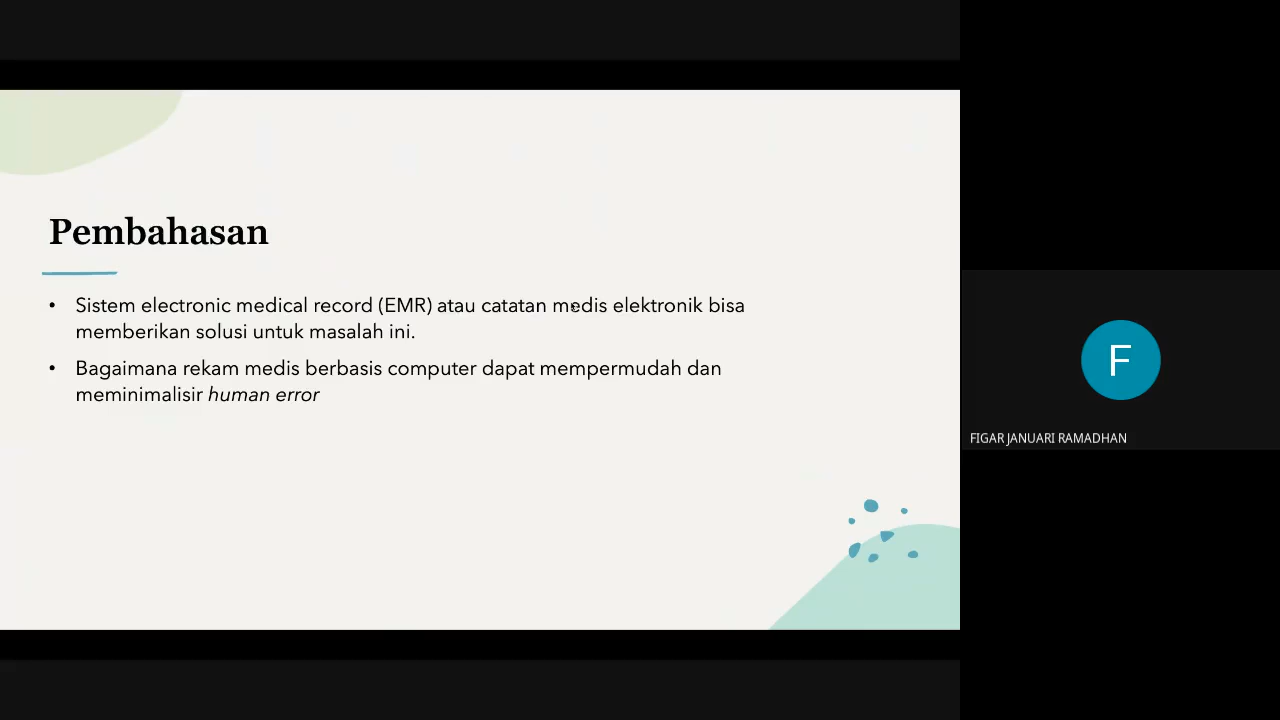 Pembahasan
• Sistem electronic medical record (EMR) atau catatan medis elektronik bisa
memberikan solusi untuk masalah ini.
• Bagaimana rekam medis berbasis computer dapat mempermudah dan
meminimalisir human error
F
FIGAR JANUARI RAMADHAN